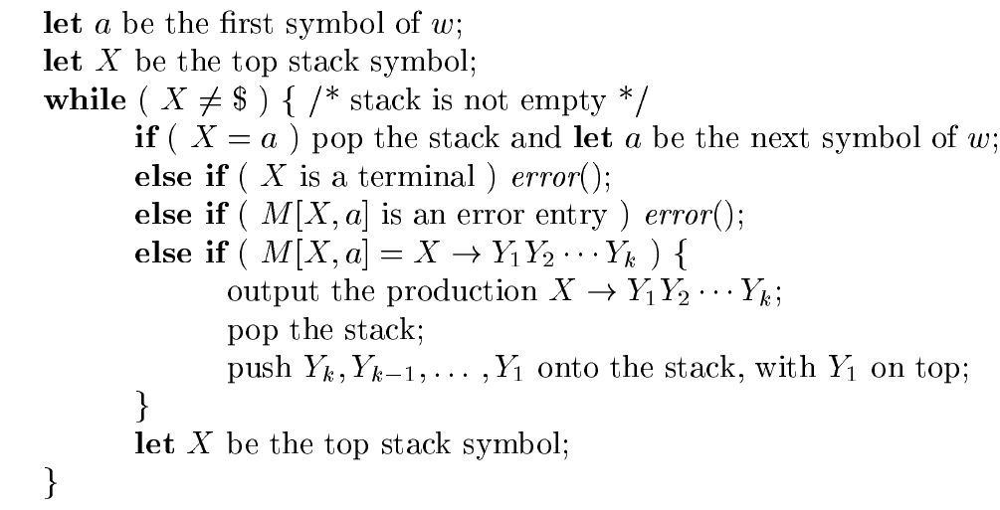 let a be the first symbol of w;
let X be the top stack symbol;
while ( X ≠ $ ) { /* stack is not empty */
if ( X = a ) pop the stack and let a be the next symbol of w;
else if ( X is a terminal ) error();
else if ( M[X, a] is an error entry ) error();
else if ( M[X, a] = X → Y₁Y₂ ⋯ Yₖ ) {
output the production X → Y₁Y₂ ⋯ Yₖ;
pop the stack;
push Yₖ, Yₖ₋₁, … , Y₁ onto the stack, with Y₁ on top;
}
let X be the top stack symbol;
}